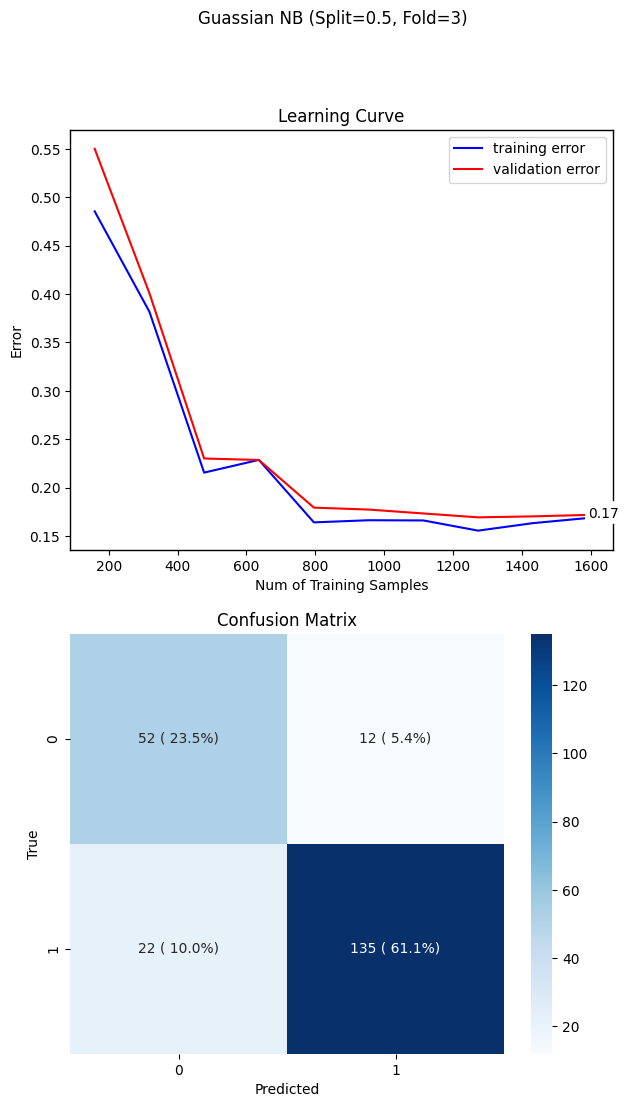 Guassian NB (Split=0.5, Fold=3)
Learning Curve
training error
validation error
0.55
0.50
0.45
0.40
0.35
0.30
0.25
0.20
0.15
Error
0.17
200 400 600 800 1000 1200 1400 1600
Num of Training Samples
Confusion Matrix
0
1
True
52 ( 23.5%) 12 ( 5.4%)
22 ( 10.0%) 135 ( 61.1%)
0 1
Predicted
120
100
80
60
40
20